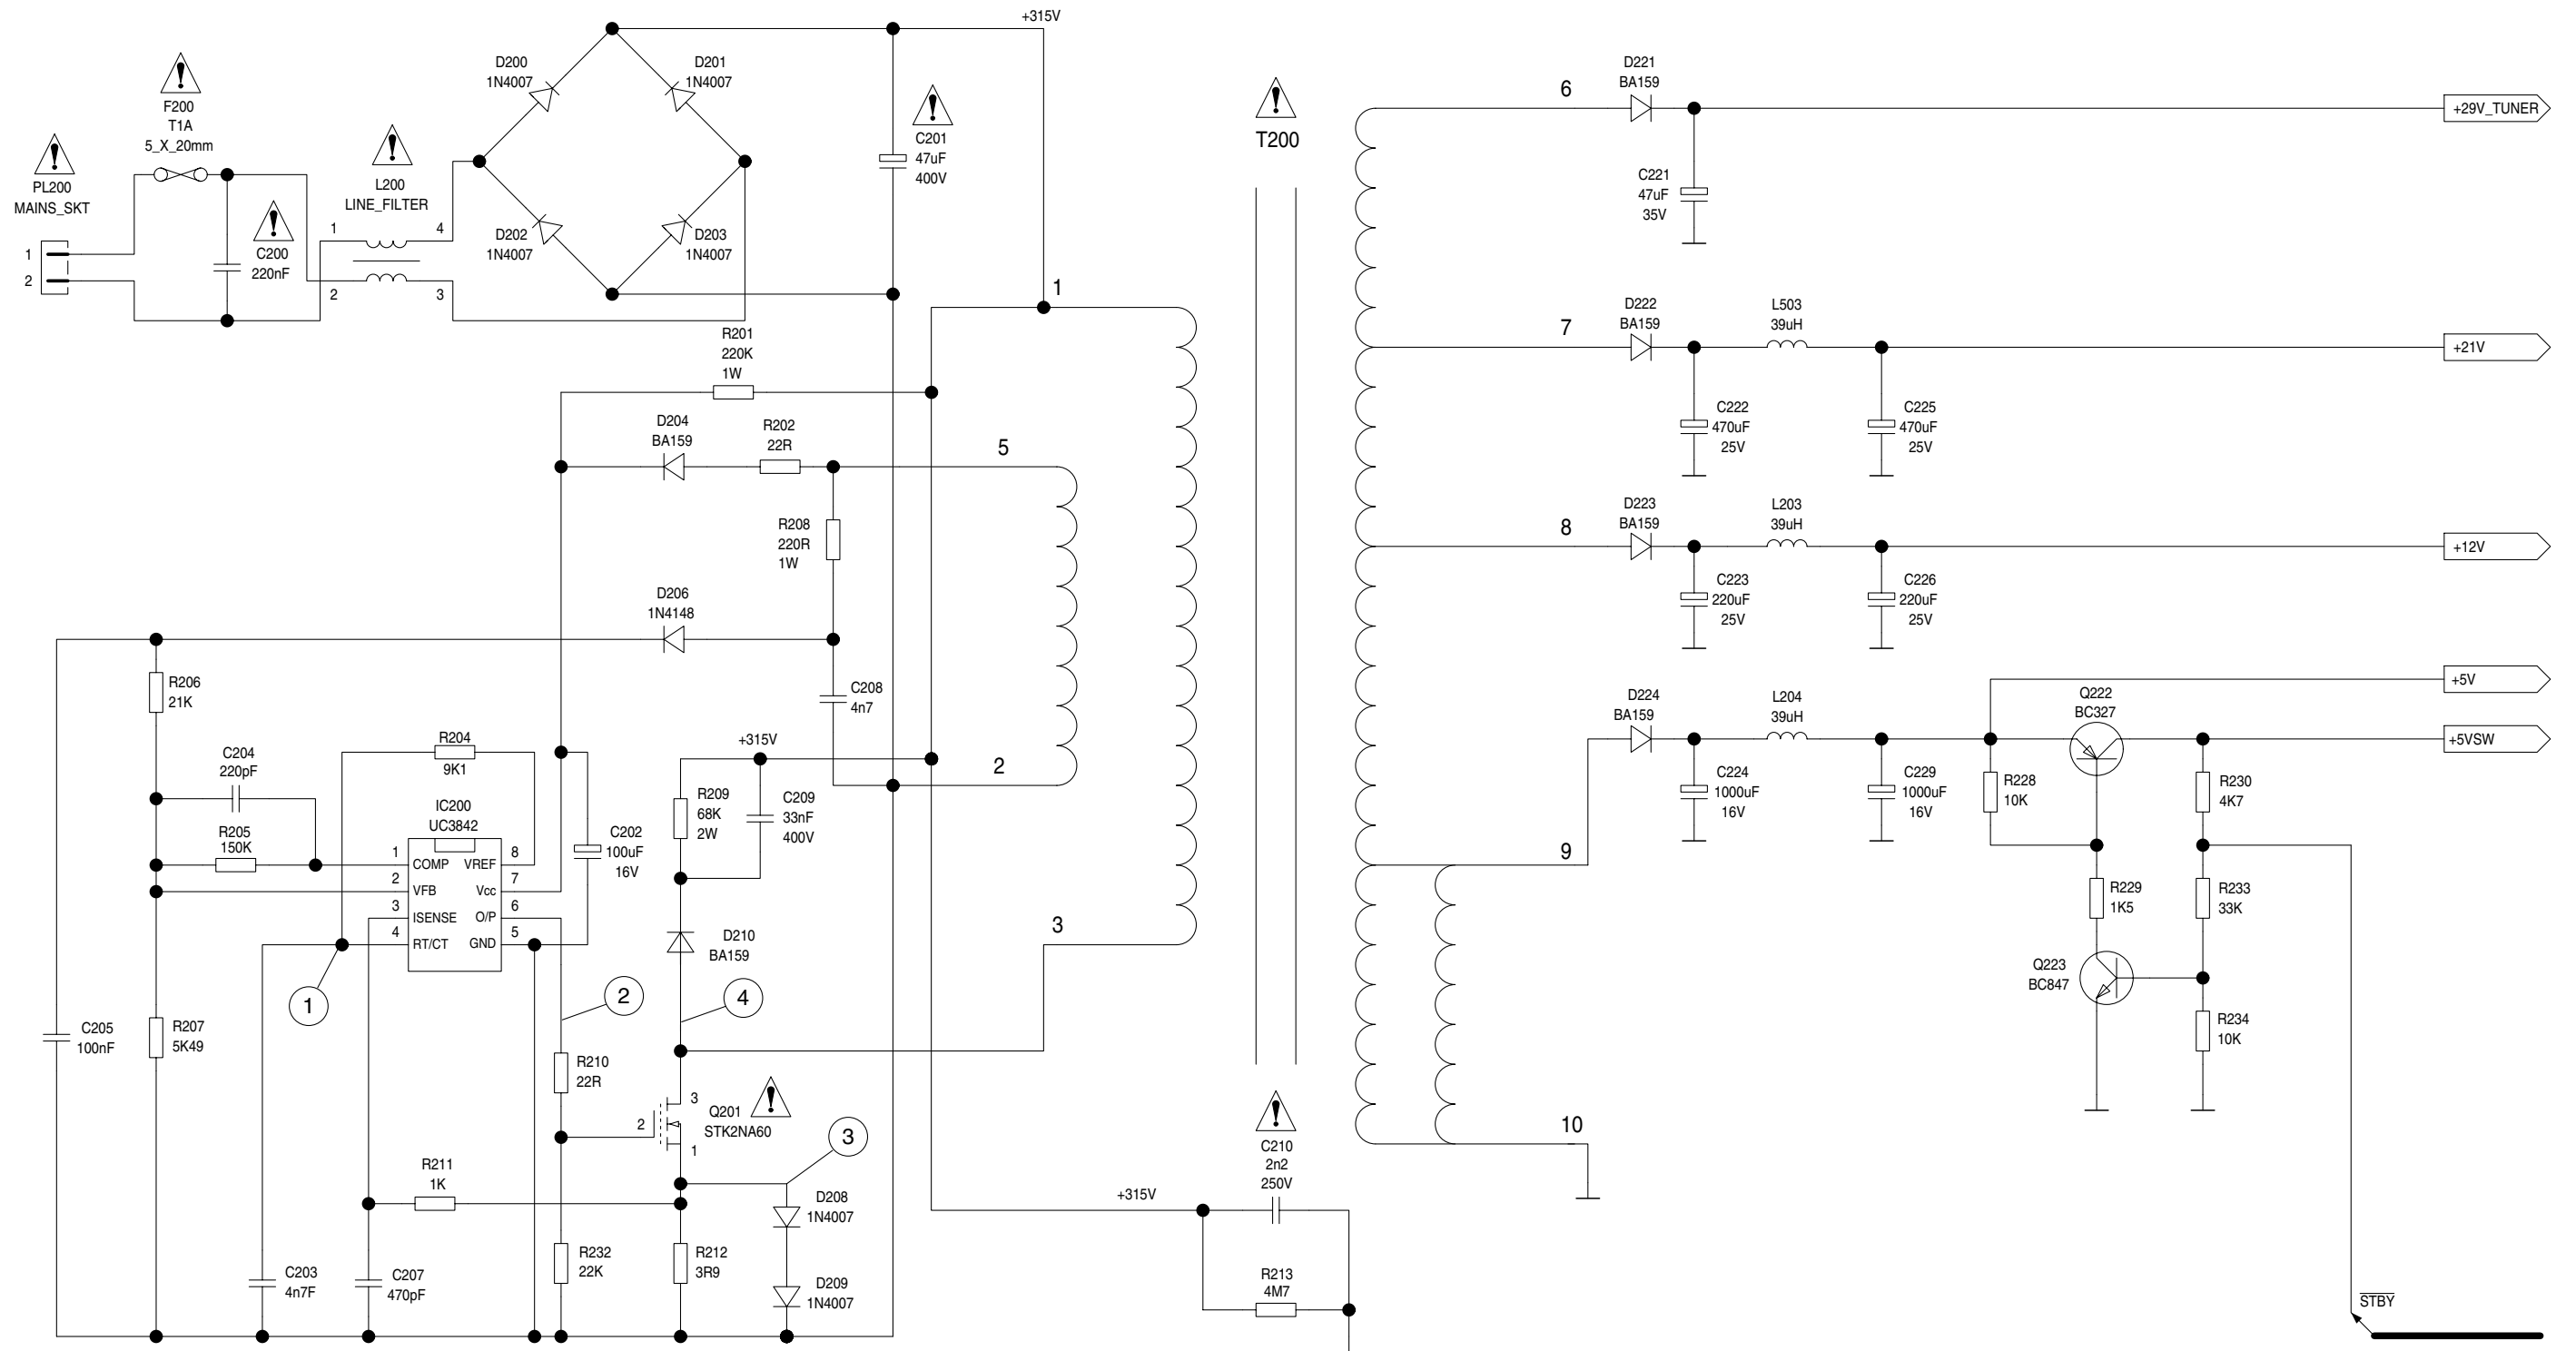 +315V
D200
1N4007
D201
1N4007
F200
T1A
5_X_20mm
PL200
MAINS_SKT
L200
LINE_FILTER
C201
47uF
400V
T200
6
D221
BA159
+29V_TUNER
C221
47uF
35V
1
2
C200
220nF
1
4
2
3
D202
1N4007
D203
1N4007
1
R201
220K
1W
7
D222
BA159
L503
39uH
+21V
C222
470uF
25V
C225
470uF
25V
D204
BA159
R202
22R
5
R208
220R
1W
8
D223
BA159
L203
39uH
+12V
C223
220uF
25V
C226
220uF
25V
D206
1N4148
R206
21K
C208
4n7
D224
BA159
L204
39uH
+5V
Q222
BC327
+5VSW
C204
220pF
R204
9K1
+315V
2
R209
68K
2W
C209
33nF
400V
C224
1000uF
16V
C229
1000uF
16V
R228
10K
R230
4K7
R205
150K
IC200
UC3842
C202
100uF
16V
1
COMP
VREF
8
2
VFB
Vcc
7
3
ISENSE
O/P
6
4
RT/CT
GND
5
9
R229
1K5
R233
33K
3
D210
BA159
Q223
BC847
1
2
4
C205
100nF
R207
5K49
R210
22R
R234
10K
3
2
1
Q201
STK2NA60
3
10
C210
2n2
250V
R211
1K
+315V
D208
1N4007
R232
22K
R212
3R9
C203
4n7F
C207
470pF
D209
1N4007
R213
4M7
STBY